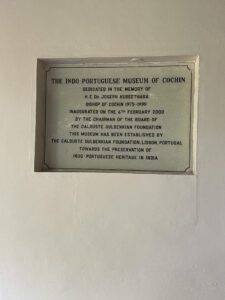 THE INDO-PORTUGUESE MUSEUM OF COCHIN
DEDICATED IN THE MEMORY OF
H.E. DR. JOSEPH KUREETHARA
BISHOP OF COCHIN 1975-1999
INAUGURATED ON THE 6TH FEBRUARY 2000
BY THE CHAIRMAN OF THE BOARD OF
THE CALOUSTE GULBENKIAN FOUNDATION
THIS MUSEUM HAS BEEN ESTABLISHED BY
THE CALOUSTE GULBENKIAN FOUNDATION, LISBON, PORTUGAL
TOWARDS THE PRESERVATION OF
INDO-PORTUGUESE HERITAGE IN INDIA